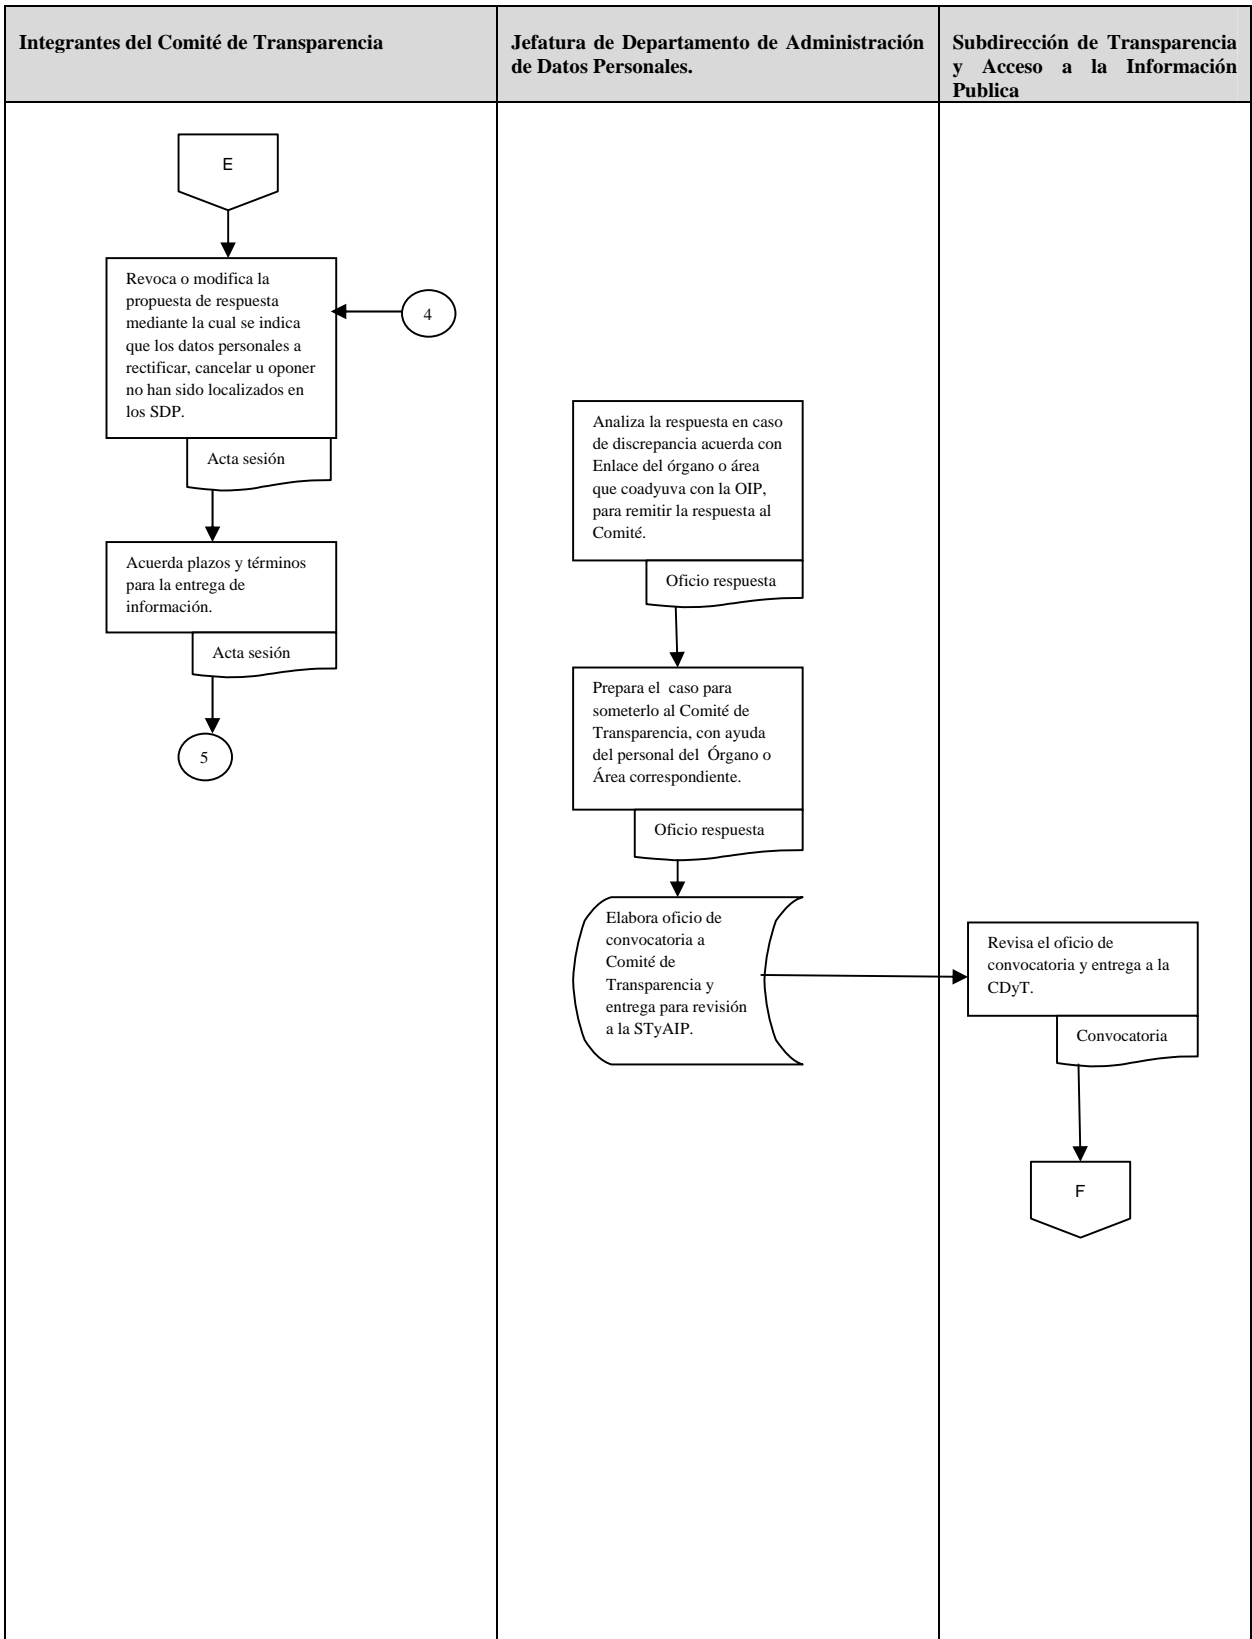 Integrantes del Comité de Transparencia
Jefatura de Departamento de Administración
de Datos Personales.
Subdirección de Transparencia
y Acceso a la Información
Publica
E
Revoca o modifica la
propuesta de respuesta
mediante la cual se indica
que los datos personales a
rectificar, cancelar u oponer
no han sido localizados en
los SDP.
4
Acta sesión
Acuerda plazos y términos
para la entrega de
información.
Acta sesión
5
Analiza la respuesta en caso
de discrepancia acuerda con
Enlace del órgano o área
que coadyuva con la OIP,
para remitir la respuesta al
Comité.
Oficio respuesta
Prepara el caso para
someterlo al Comité de
Transparencia, con ayuda
del personal del Órgano o
Área correspondiente.
Oficio respuesta
Elabora oficio de
convocatoria a
Comité de
Transparencia y
entrega para revisión
a la STyAIP.
Revisa el oficio de
convocatoria y entrega a la
CDyT.
Convocatoria
F